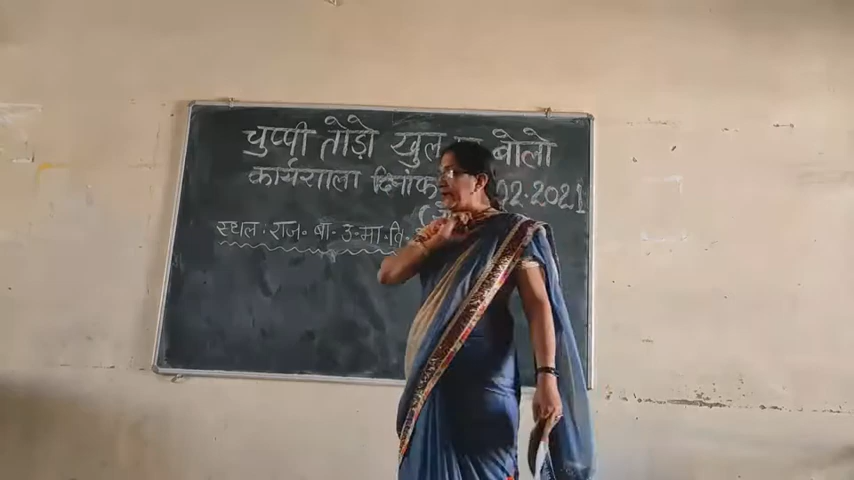 चुप्पी तोड़ो खुल बोलो
कार्यशाला दिनांक 02.2021
स्थल. राज. बा- उ-मा.वि.